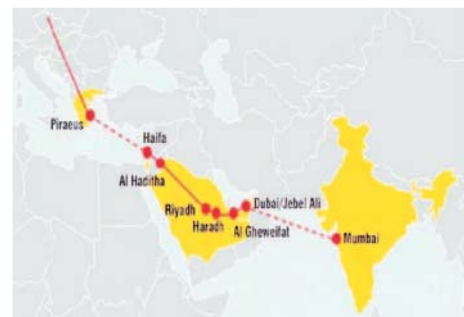 Piraeus
Haifa
Al Haditha
Riyadh
Haradh
Al Gheweifat
Dubai/Jebel Ali
Mumbai